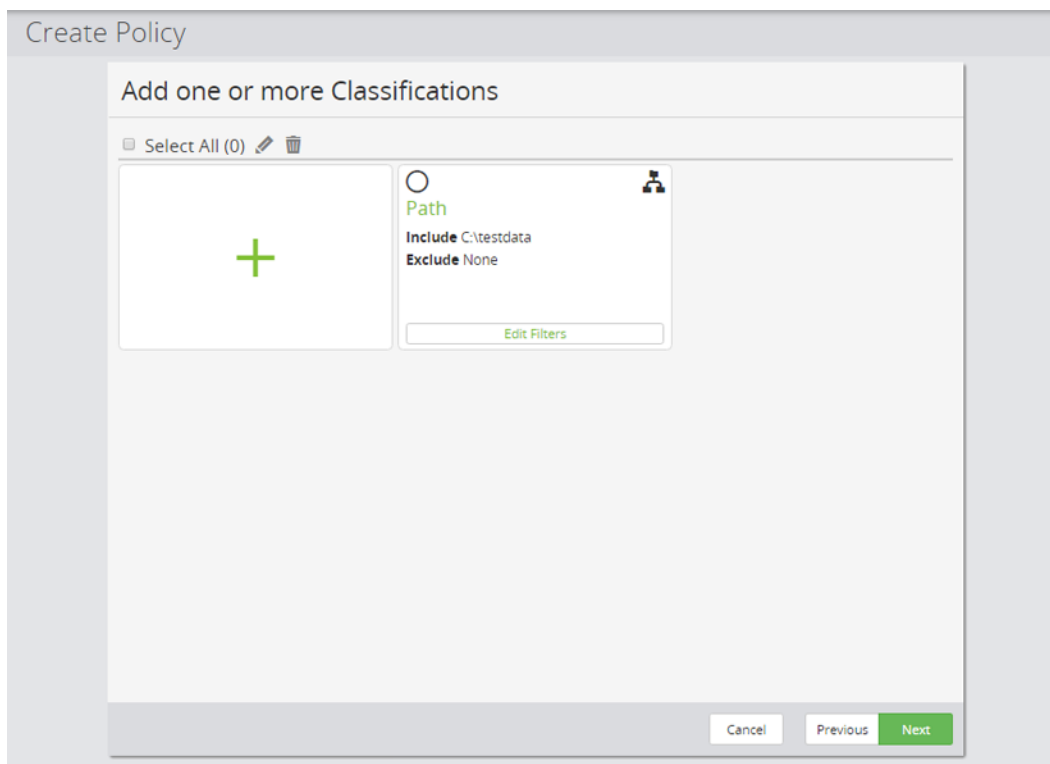 Create Policy
Add one or more Classifications
Select All (0)
Path
Include C:\testdata
Exclude None
Edit Filters
Cancel
Previous
Next